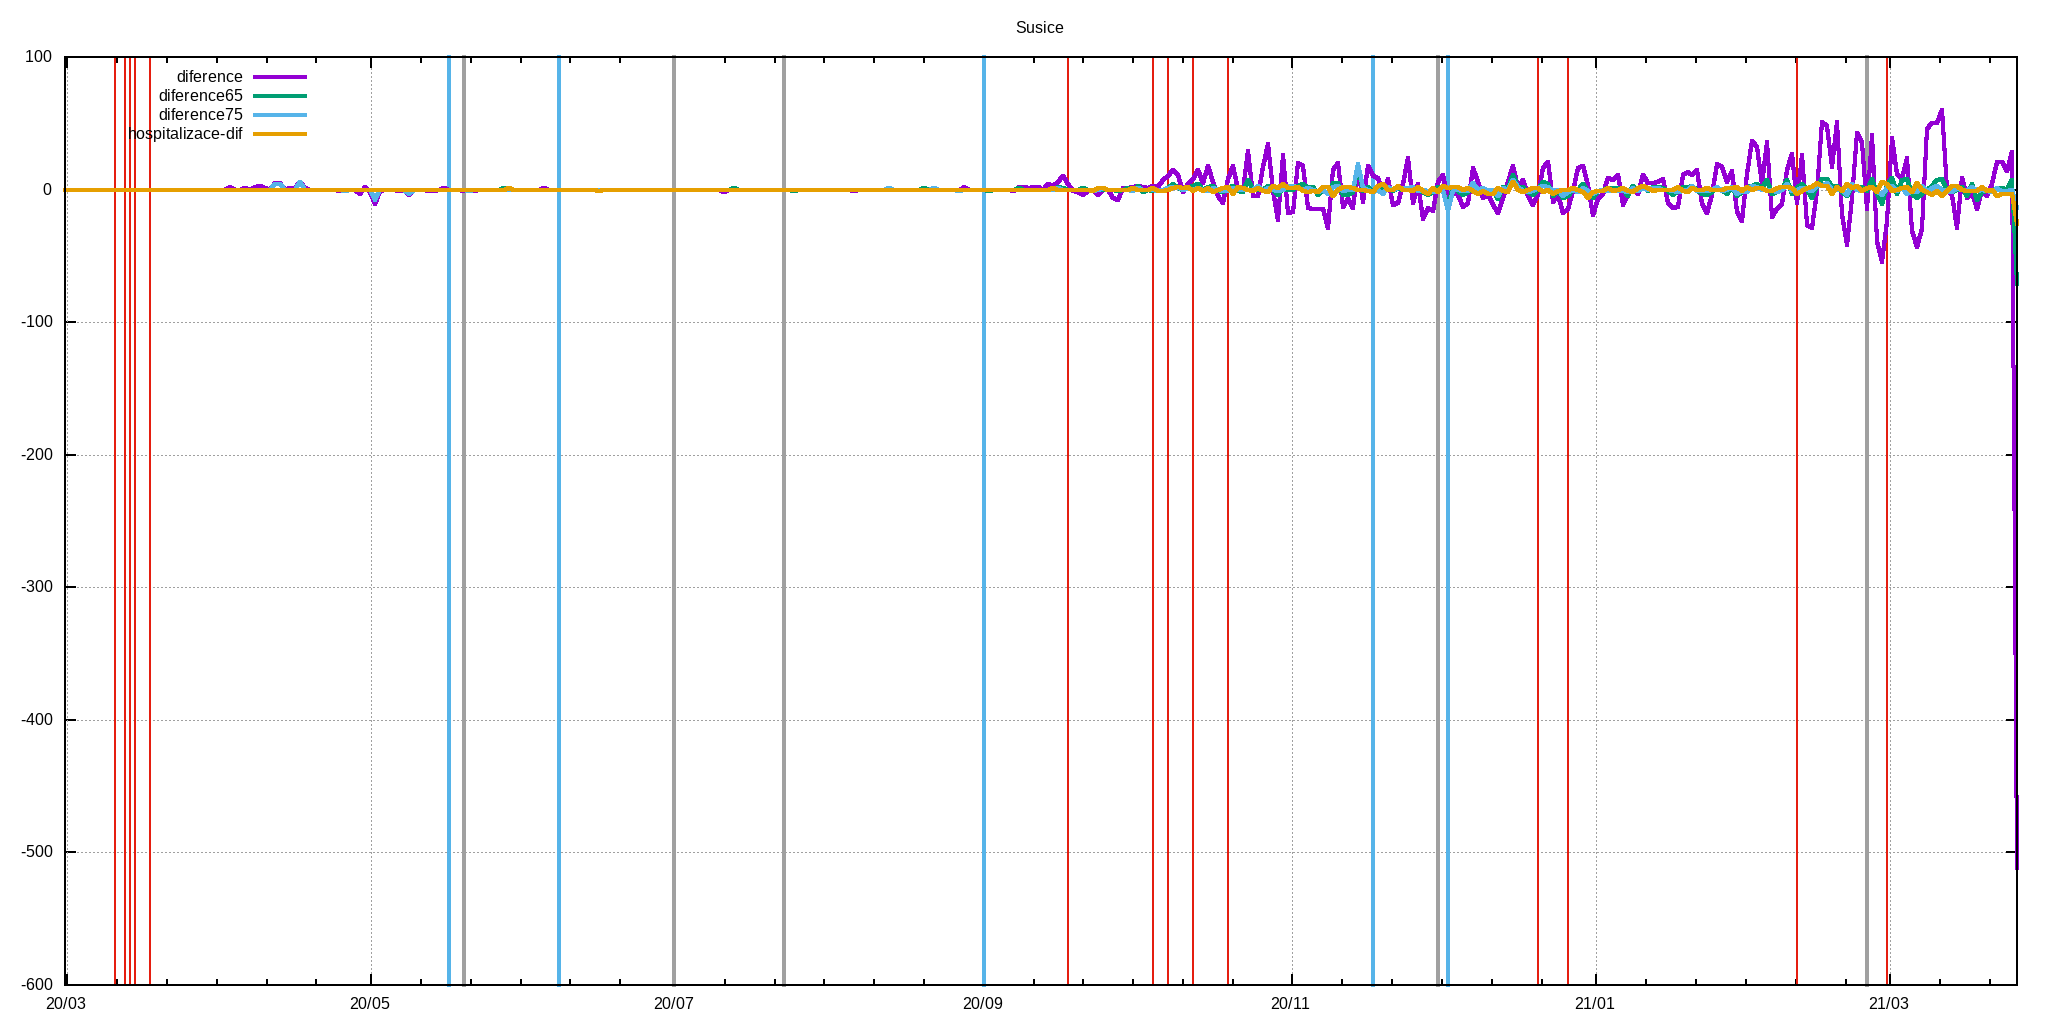 Susice
100
diference
diference65
diference75
hospitalizace-dif
0
-100
-200
-300
-400
-500
-600
20/03 20/05 20/07 20/09 20/11 21/01 21/03